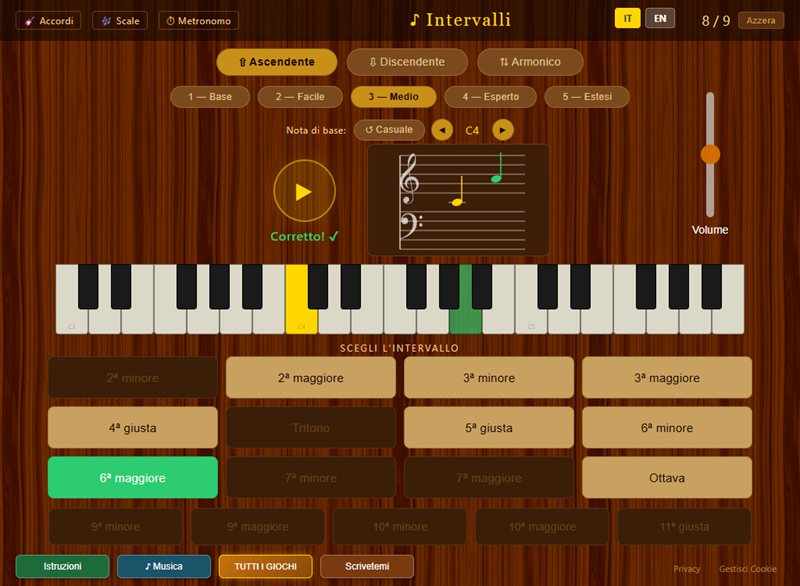 Accordi Scale Metronomo ♪ Intervalli IT EN 8 / 9 Azzera
⇧ Ascendente ⇩ Discendente ⇅ Armonico
1 — Base 2 — Facile 3 — Medio 4 — Esperto 5 — Estesi
Nota di base: ↺ Casuale ◄ C4 ►
Corretto! ✓
Volume
C3 C4 C5
SCEGLI L'INTERVALLO
2ª minore 2ª maggiore 3ª minore 3ª maggiore
4ª giusta Tritono 5ª giusta 6ª minore
6ª maggiore 7ª minore 7ª maggiore Ottava
9ª minore 9ª maggiore 10ª minore 10ª maggiore 11ª giusta
Istruzioni ♪ Musica TUTTI I GIOCHI Scrivetemi Privacy Gestisci Cookie